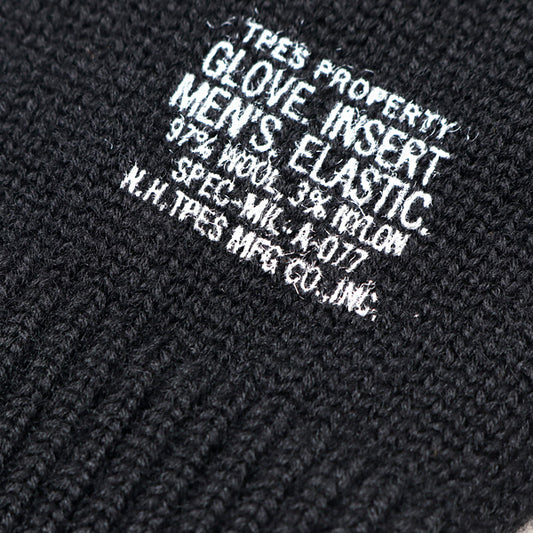 TPES PROPERTY
GLOVE, INSERT
MEN'S, ELASTIC.
97% WOOL, 3% NYLON
SPEC-MIL-A-077
N.H.TPES MFG CO.,INC.